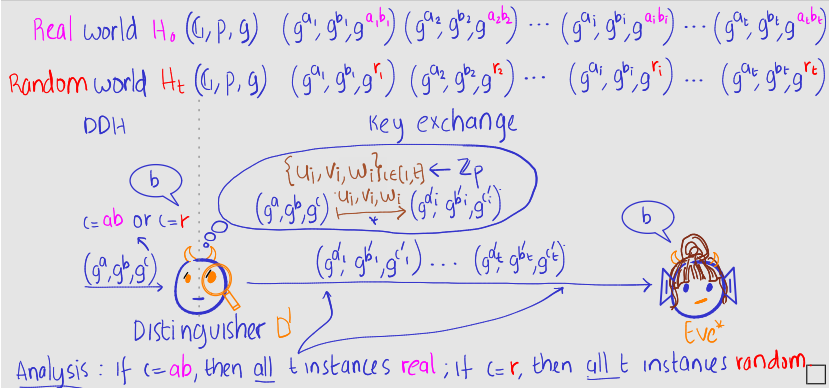 Real world H₀ (𝔾, p, g) (g^a₁, g^b₁, g^a₁b₁) (g^a₂, g^b₂, g^a₂b₂) ... (g^aᵢ, g^bᵢ, g^aᵢbᵢ) ... (g^aₜ, g^bₜ, g^aₜbₜ)
Random world Hₜ (𝔾, p, g) (g^a₁, g^b₁, g^r₁) (g^a₂, g^b₂, g^r₂) ... (g^aᵢ, g^bᵢ, g^rᵢ) ... (g^aₜ, g^bₜ, g^rₜ)
DDH Key exchange
{uᵢ, vᵢ, wᵢ}ᵢ∈[1,t] ← ℤp
b
(g^a, g^b, g^c) uᵢ, vᵢ, wᵢ ↦ * (g^a'ᵢ, g^b'ᵢ, g^c'ᵢ)
b
c=ab or c=r
(g^a, g^b, g^c)
(g^a'₁, g^b'₁, g^c'₁) ... (g^a'ₜ, g^b'ₜ, g^c'ₜ)
Distinguisher D'
Eve*
Analysis : If c=ab, then all t instances real ; if c=r, then all t instances random